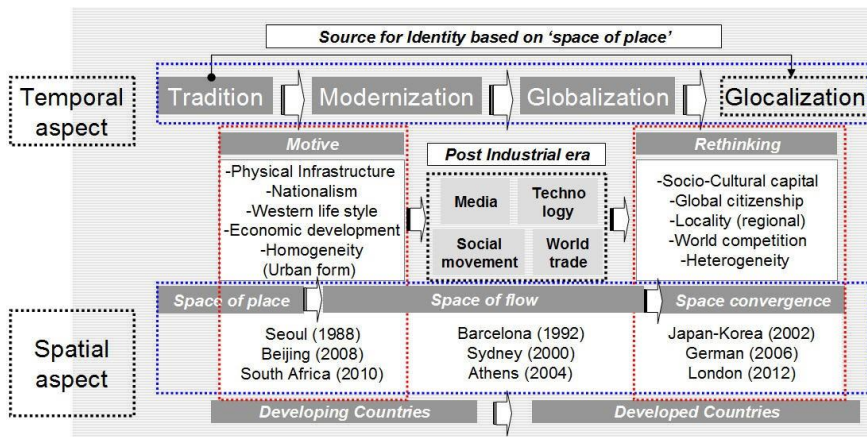 Source for Identity based on ‘space of place’
Temporal aspect
Tradition
Modernization
Globalization
Glocalization
Motive
-Physical Infrastructure
-Nationalism
-Western life style
-Economic development
-Homogeneity
(Urban form)
Post Industrial era
Media
Techno
logy
Social
movement
World
trade
Rethinking
-Socio-Cultural capital
-Global citizenship
-Locality (regional)
-World competition
-Heterogeneity
Spatial
aspect
Space of place
Space of flow
Space convergence
Seoul (1988)
Beijing (2008)
South Africa (2010)
Barcelona (1992)
Sydney (2000)
Athens (2004)
Japan-Korea (2002)
German (2006)
London (2012)
Developing Countries
Developed Countries